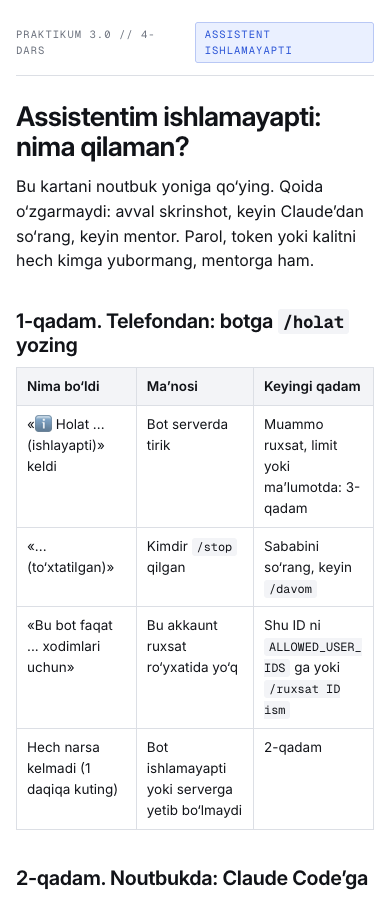 PRAKTIKUM 3.0 // 4-
DARS
ASSISTENT
ISHLAMAYAPTI
Assistentim ishlamayapti:
nima qilaman?
Bu kartani noutbuk yoniga qo‘ying. Qoida
o‘zgarmaydi: avval skrinshot, keyin Claude’dan
so‘rang, keyin mentor. Parol, token yoki kalitni
hech kimga yubormang, mentorga ham.
1-qadam. Telefondan: botga /holat
yozing
Nima bo‘ldi
Ma’nosi
Keyingi qadam
«ℹ️ Holat ...
(ishlayapti)»
keldi
Bot serverda
tirik
Muammo
ruxsat, limit
yoki
ma’lumotda: 3-
qadam
«...
(to‘xtatilgan)»
Kimdir /stop
qilgan
Sababini
so‘rang, keyin
/davom
«Bu bot faqat
... xodimlari
uchun»
Bu akkaunt
ruxsat
ro‘yxatida yo‘q
Shu ID ni
ALLOWED_USER_
IDS ga yoki
/ruxsat ID
ism
Hech narsa
kelmadi (1
daqiqa kuting)
Bot
ishlamayapti
yoki serverga
yetib bo‘lmaydi
2-qadam
2-qadam. Noutbukda: Claude Code’ga